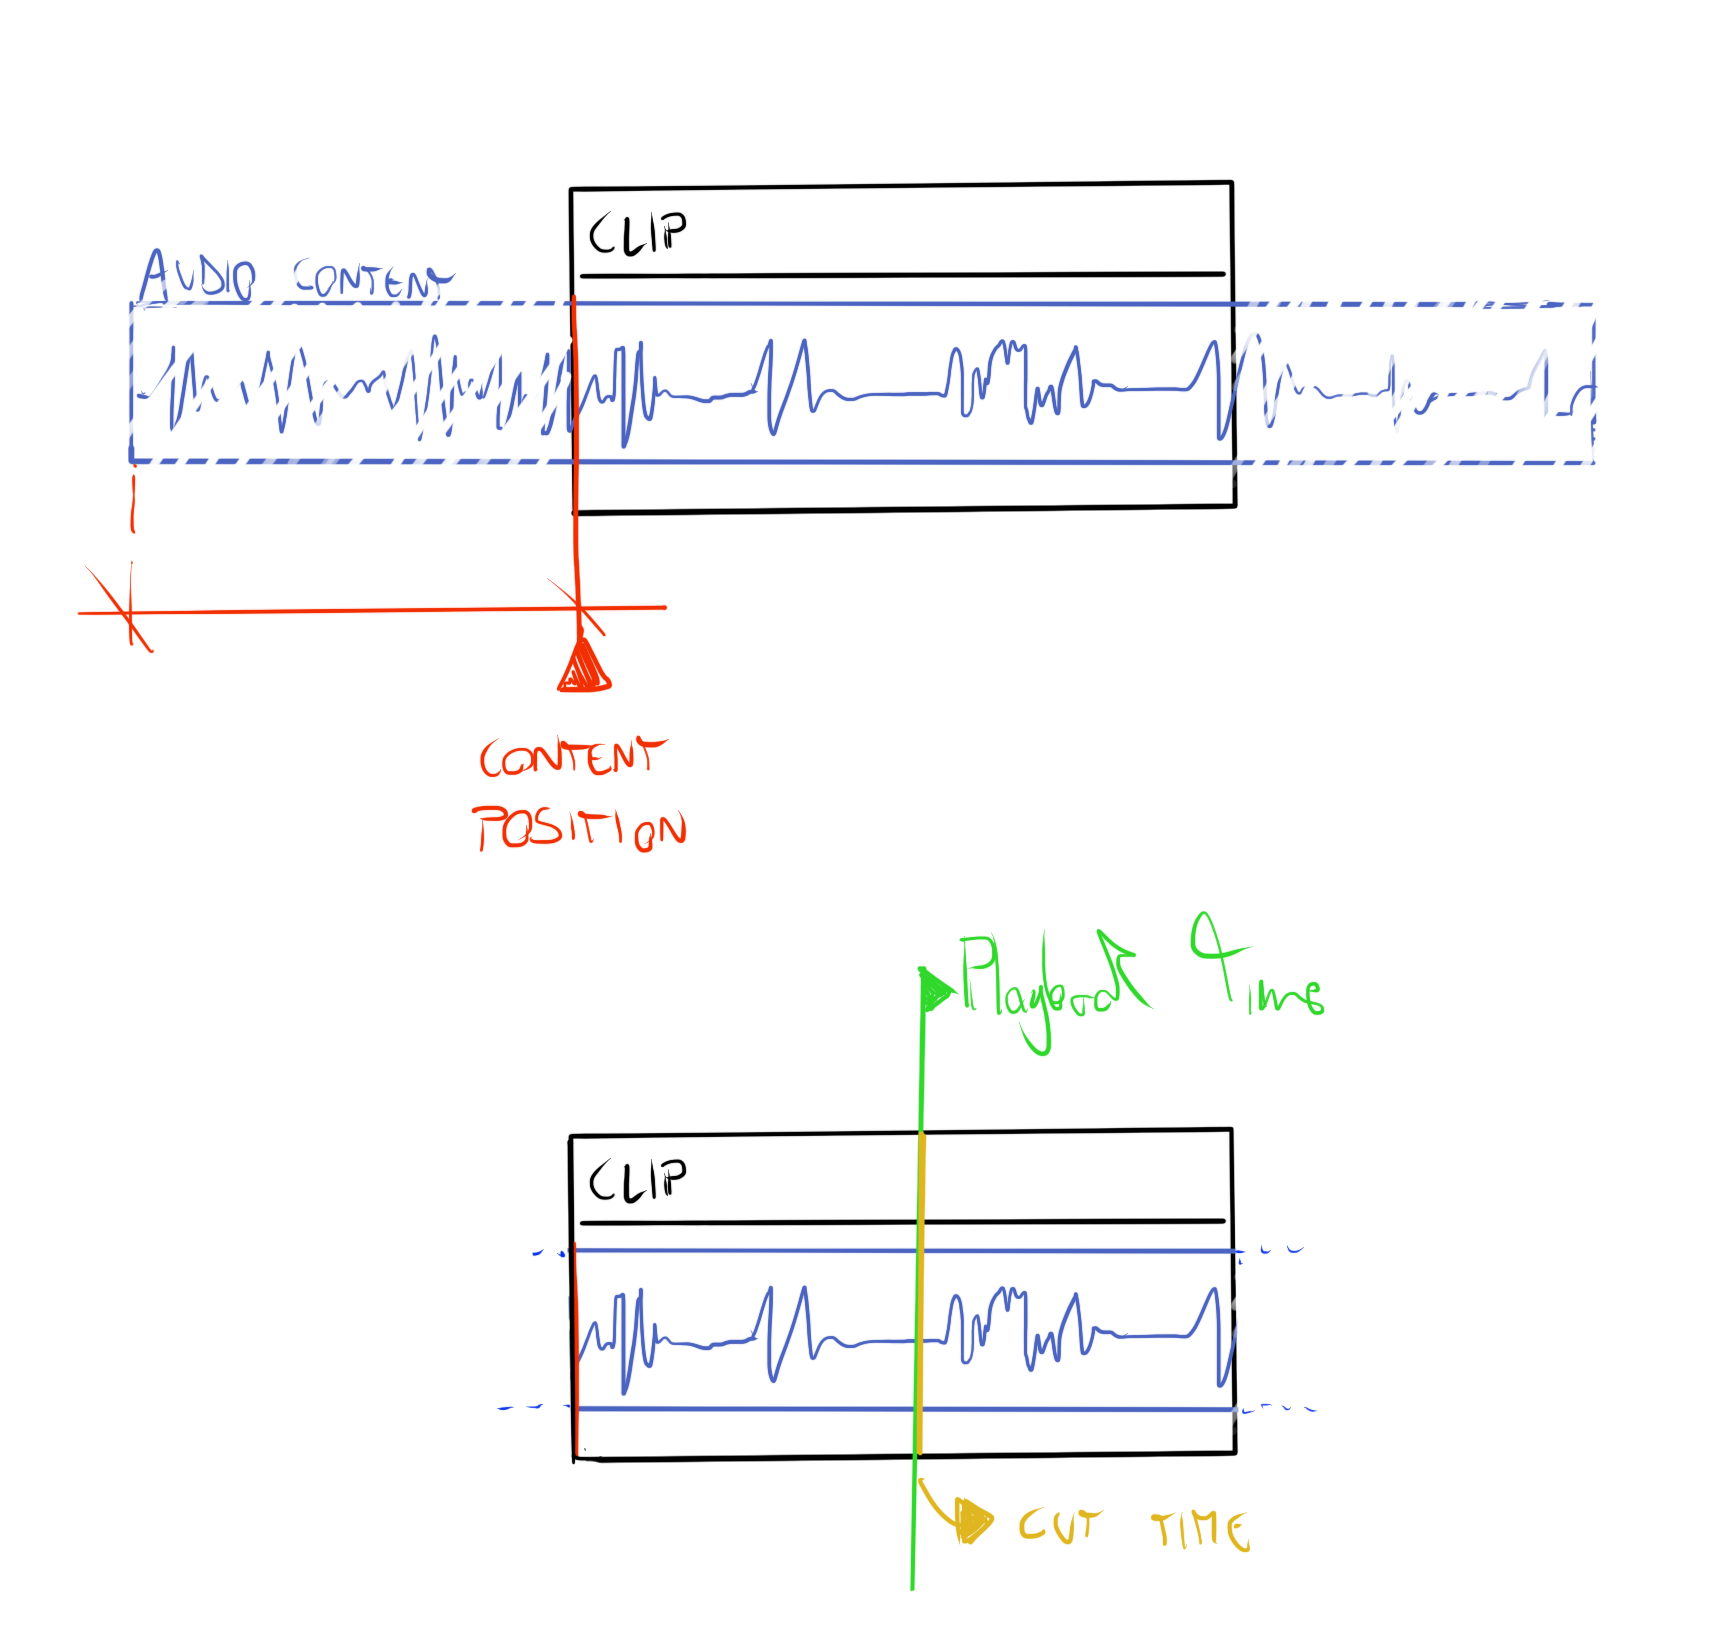 CLIP
AUDIO CONTENT
CONTENT
POSITION
Playback Time
CLIP
CUT TIME